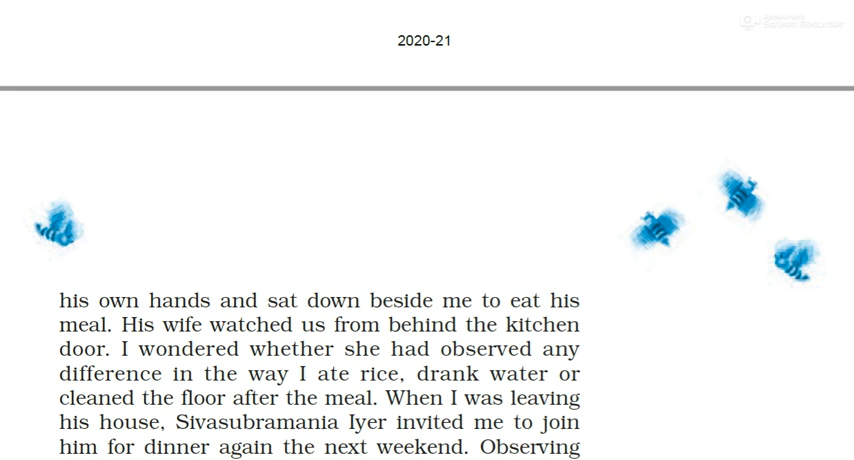 2020-21
his own hands and sat down beside me to eat his
meal. His wife watched us from behind the kitchen
door. I wondered whether she had observed any
difference in the way I ate rice, drank water or
cleaned the floor after the meal. When I was leaving
his house, Sivasubramania Iyer invited me to join
him for dinner again the next weekend. Observing